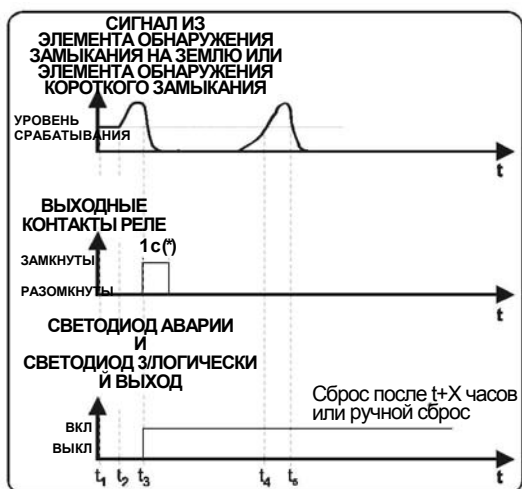 СИГНАЛ ИЗ
ЭЛЕМЕНТА ОБНАРУЖЕНИЯ
ЗАМЫКАНИЯ НА ЗЕМЛЮ ИЛИ
ЭЛЕМЕНТА ОБНАРУЖЕНИЯ
КОРОТКОГО ЗАМЫКАНИЯ
УРОВЕНЬ
СРАБАТЫВАНИЯ
t
ВЫХОДНЫЕ
КОНТАКТЫ РЕЛЕ
1 с (*)
ЗАМКНУТЫ
РАЗОМКНУТЫ
t
СВЕТОДИОД АВАРИИ
И
СВЕТОДИОД 3/ЛОГИЧЕСКИ
Й ВЫХОД
Сброс после t+X часов
или ручной сброс
ВКЛ
ВЫКЛ
t1 t2 t3 t4 t5 t